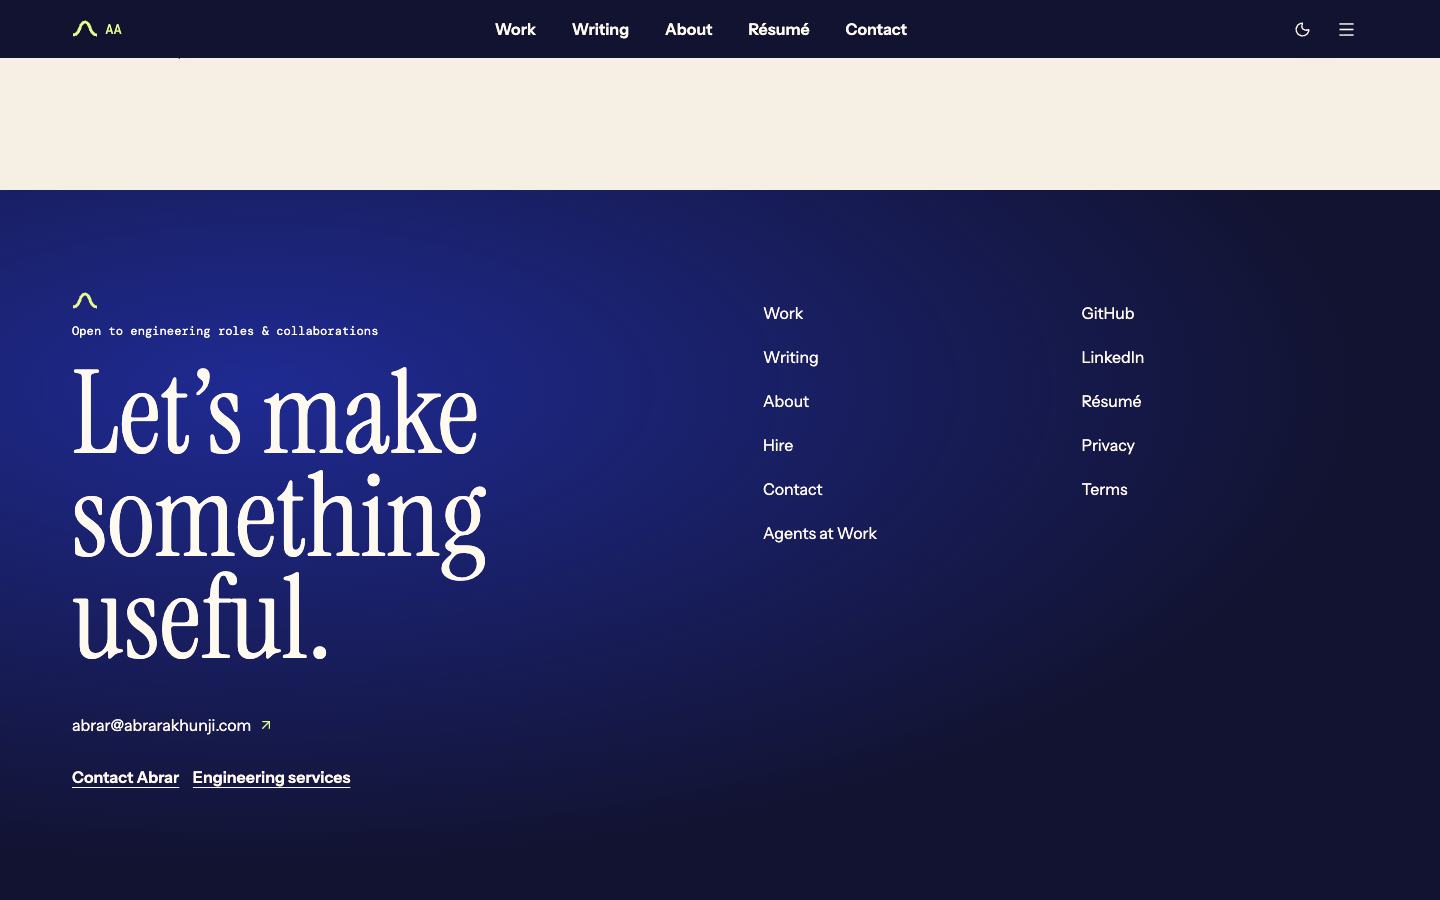 AA
Work
Writing
About
Résumé
Contact
Open to engineering roles & collaborations
Let’s make
something
useful.
abrar@abrarakhunji.com
Contact Abrar
Engineering services
Work
Writing
About
Hire
Contact
Agents at Work
GitHub
LinkedIn
Résumé
Privacy
Terms